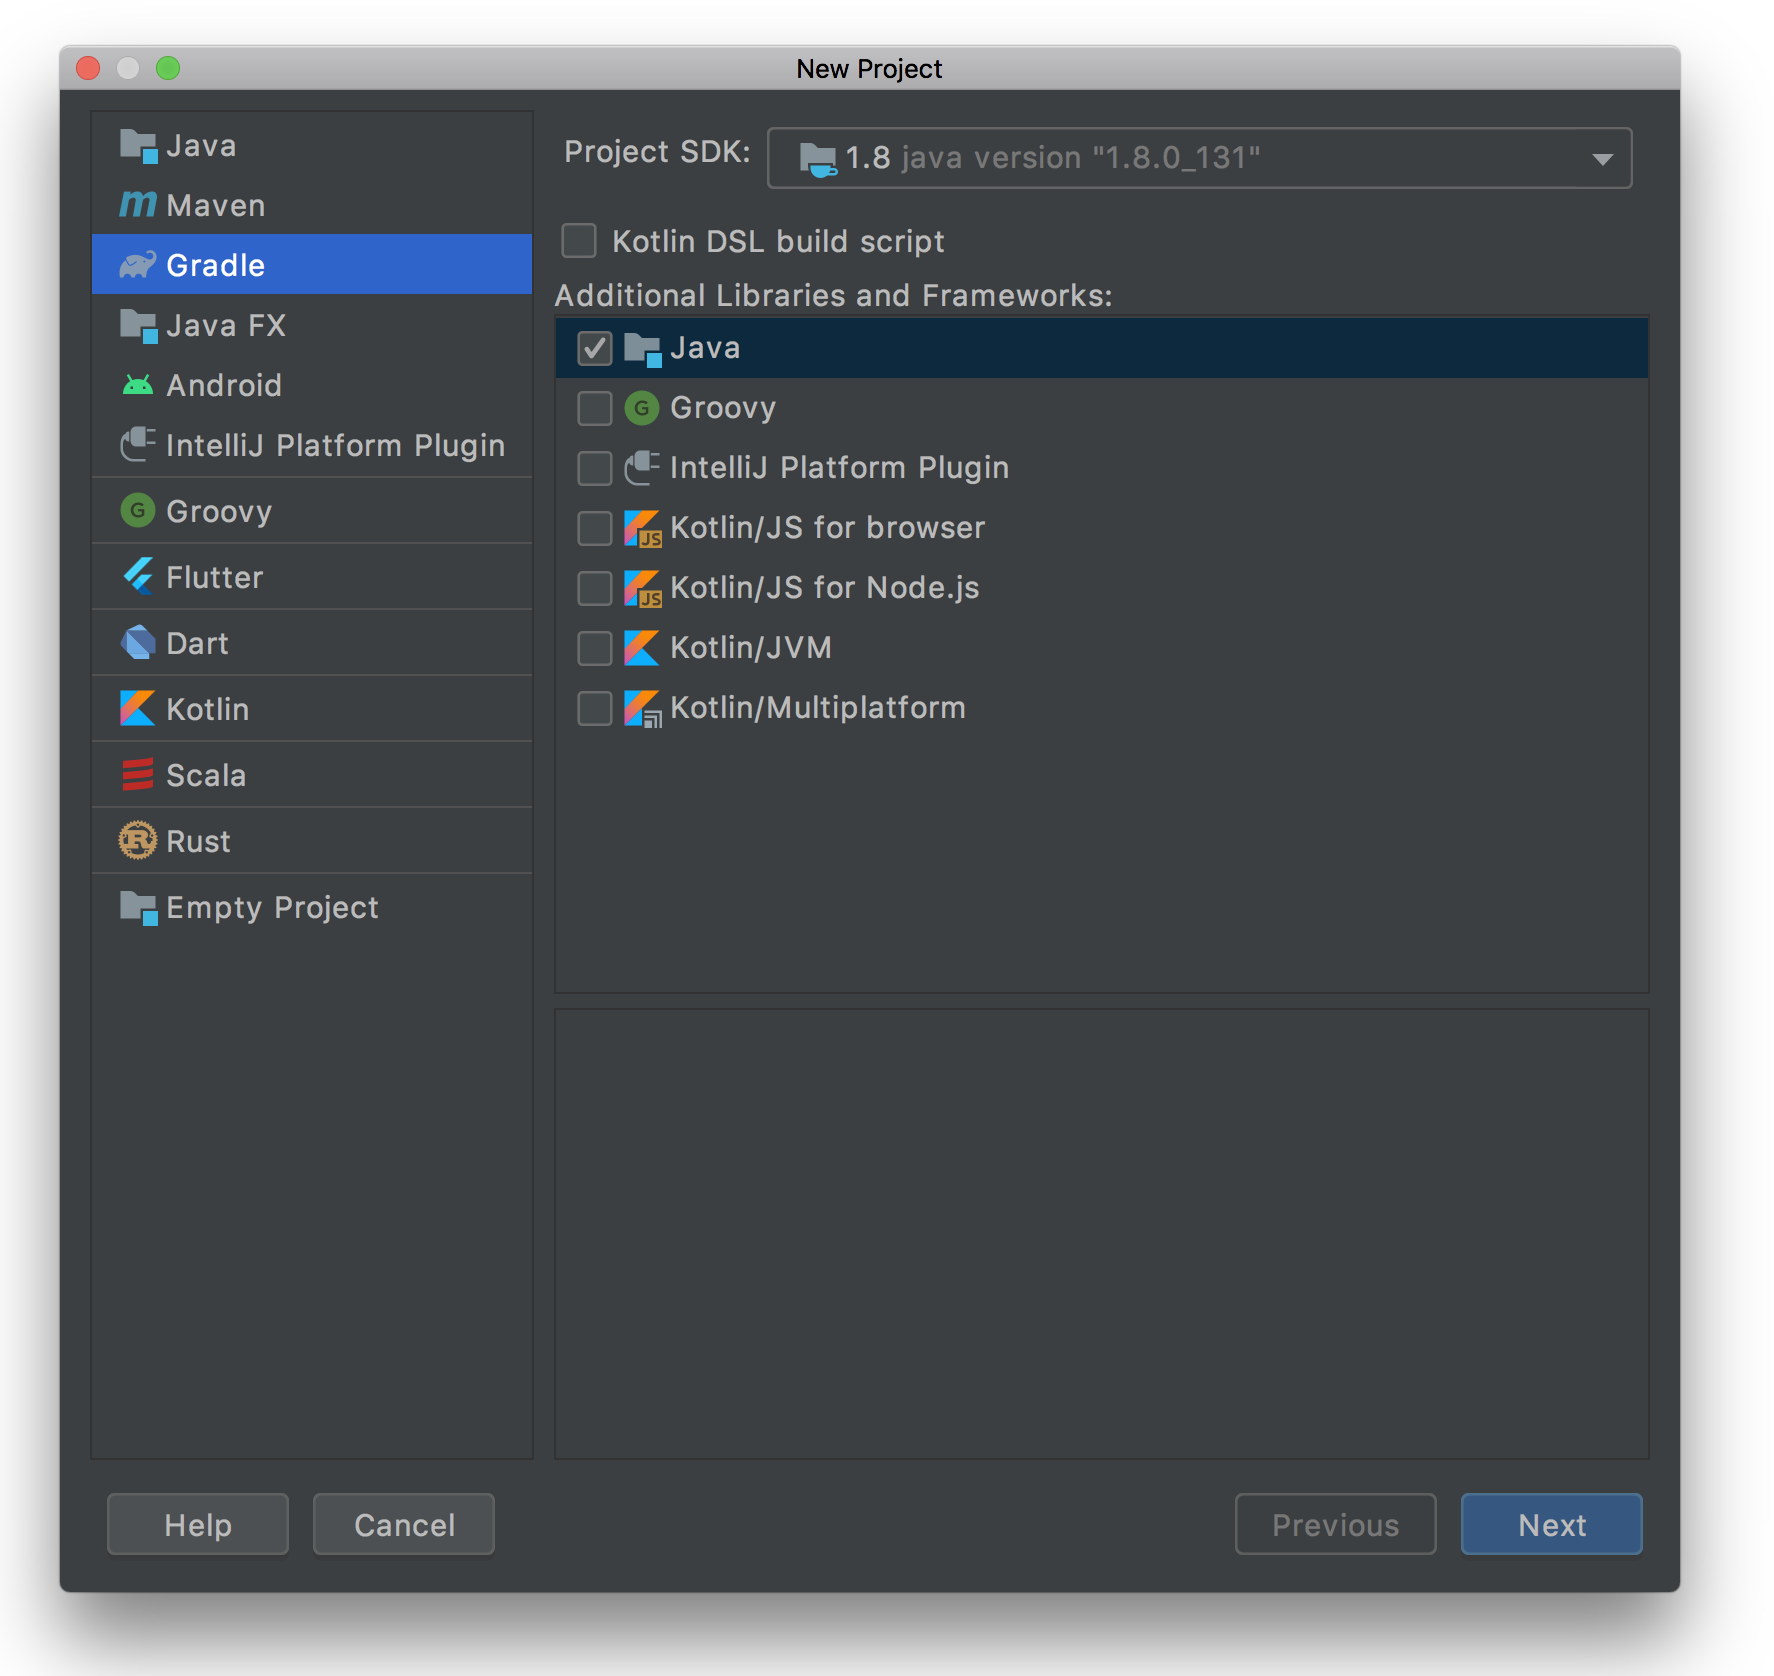 New Project
Java
Maven
Gradle
Java FX
Android
IntelliJ Platform Plugin
G Groovy
Flutter
Dart
Kotlin
Scala
R Rust
Empty Project
Project SDK: 1.8 java version "1.8.0_131"
Kotlin DSL build script
Additional Libraries and Frameworks:
Java
G Groovy
IntelliJ Platform Plugin
JS Kotlin/JS for browser
JS Kotlin/JS for Node.js
Kotlin/JVM
Kotlin/Multiplatform
Help Cancel Previous Next